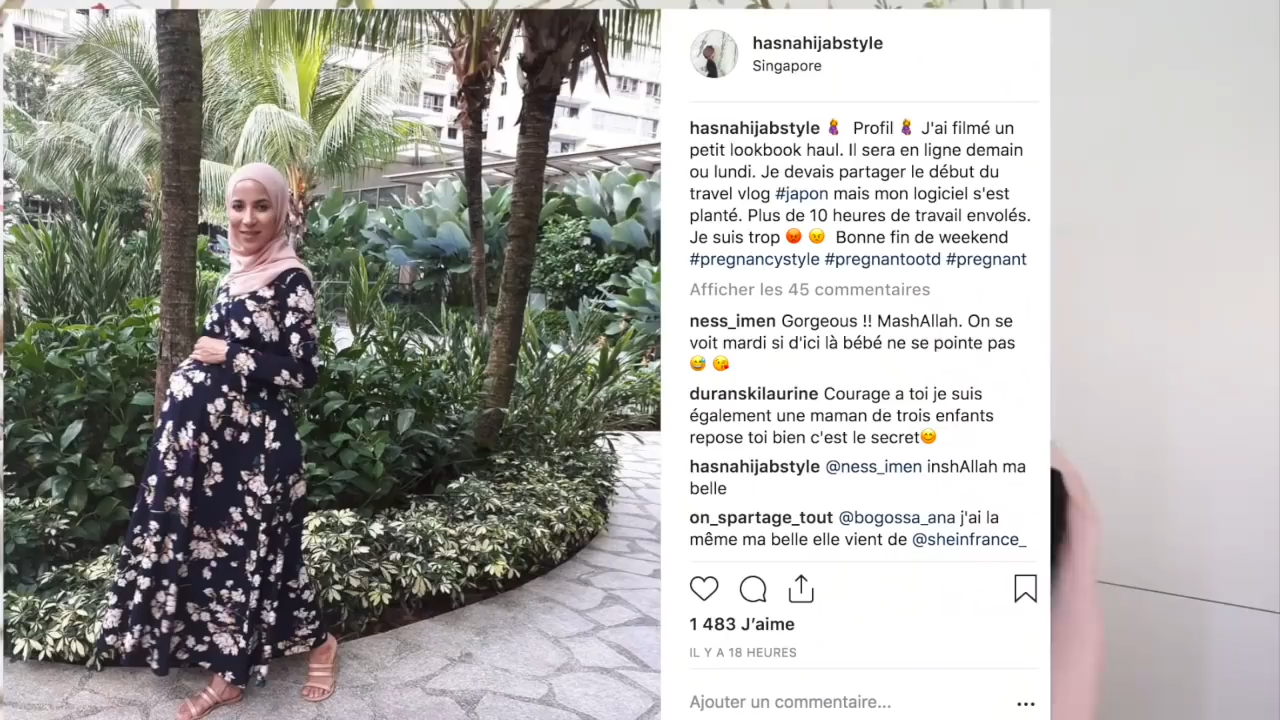 hasnahijabstyle
Singapore
hasnahijabstyle 🤰 Profil 🤰 J'ai filmé un
petit lookbook haul. Il sera en ligne demain
ou lundi. Je devais partager le début du
travel vlog #japon mais mon logiciel s'est
planté. Plus de 10 heures de travail envolés.
Je suis trop 😡 😠 Bonne fin de weekend
#pregnancystyle #pregnantootd #pregnant
Afficher les 45 commentaires
ness_imen Gorgeous !! MashAllah. On se
voit mardi si d'ici là bébé ne se pointe pas
😅 😘
duranskilaurine Courage a toi je suis
également une maman de trois enfants
repose toi bien c'est le secret😊
hasnahijabstyle @ness_imen inshAllah ma
belle
on_spartage_tout @bogossa_ana j'ai la
même ma belle elle vient de @sheinfrance_
1 483 J'aime
IL Y A 18 HEURES
Ajouter un commentaire...